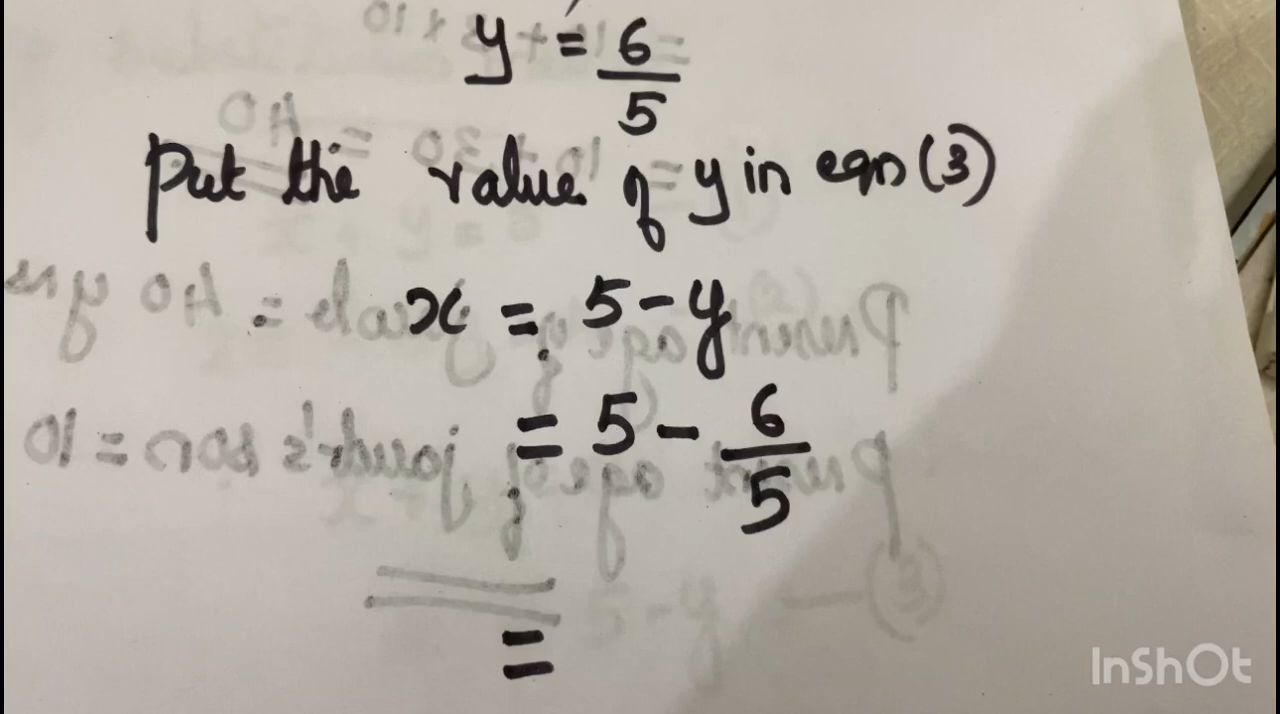 y = 6/5
Put the value of y in eqn (3)
x = 5 - y
= 5 - 6/5
=
InShOt